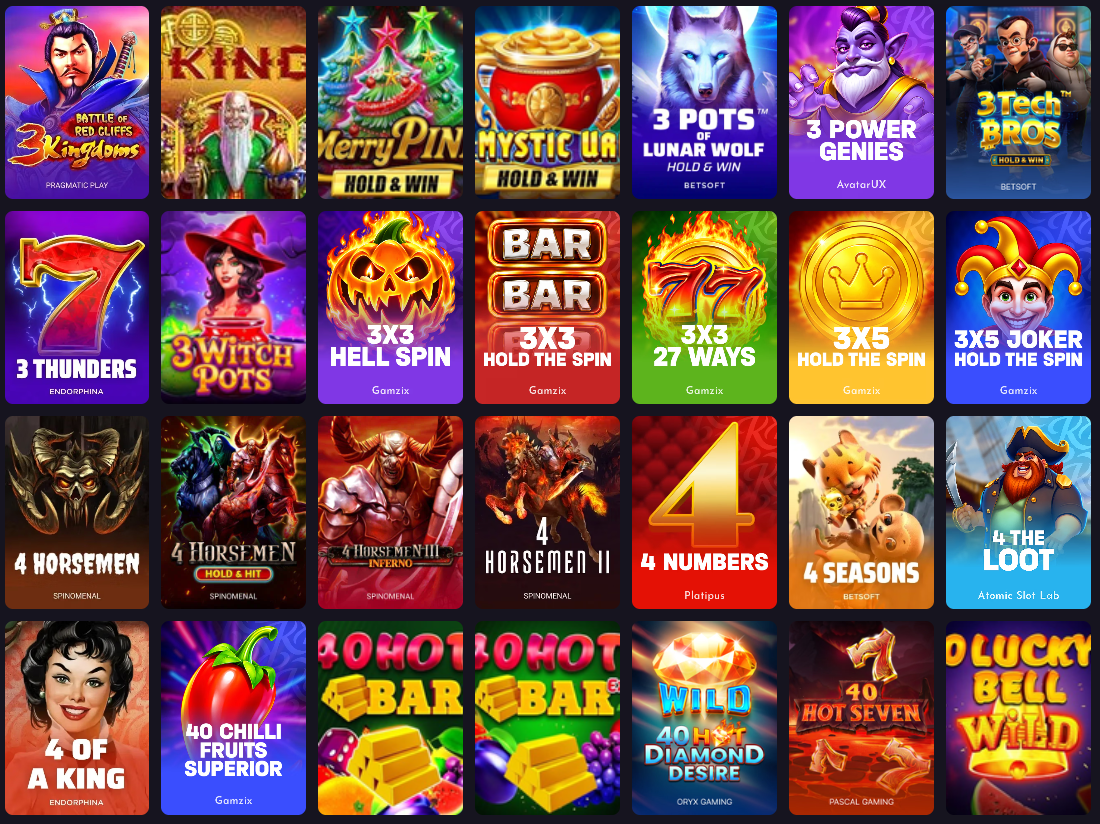 BATTLE OF
RED CLIFFS
3 Kingdoms
PRAGMATIC PLAY
KING
Merry PIN
HOLD & WIN
MYSTIC UR
HOLD & WIN
3 POTS™
OF
LUNAR WOLF
HOLD & WIN
BETSOFT
3 POWER
GENIES
AvatarUX
3 Tech™
BROS
HOLD & WIN
BETSOFT
3 THUNDERS
ENDORPHINA
3 WITCH
POTS
3X3
HELL SPIN
Gamzix
BAR
BAR
3X3
HOLD THE SPIN
Gamzix
77
3X3
27 WAYS
Gamzix
3X5
HOLD THE SPIN
Gamzix
3X5 JOKER
HOLD THE SPIN
Gamzix
4 HORSEMEN
SPINOMENAL
4 HORSEMEN
HOLD & HIT
SPINOMENAL
4 HORSEMEN III
INFERNO
SPINOMENAL
4
HORSEMEN II
SPINOMENAL
4
4 NUMBERS
Platipus
4 SEASONS
BETSOFT
4 THE
LOOT
Atomic Slot Lab
4 OF
A KING
ENDORPHINA
40 CHILLI
FRUITS
SUPERIOR
Gamzix
40 HOT
BAR
40 HOT
BAR
WILD
40 HOT
DIAMOND
DESIRE
ORYX GAMING
7
40
HOT SEVEN
PASCAL GAMING
0 LUCKY
BELL
WILD